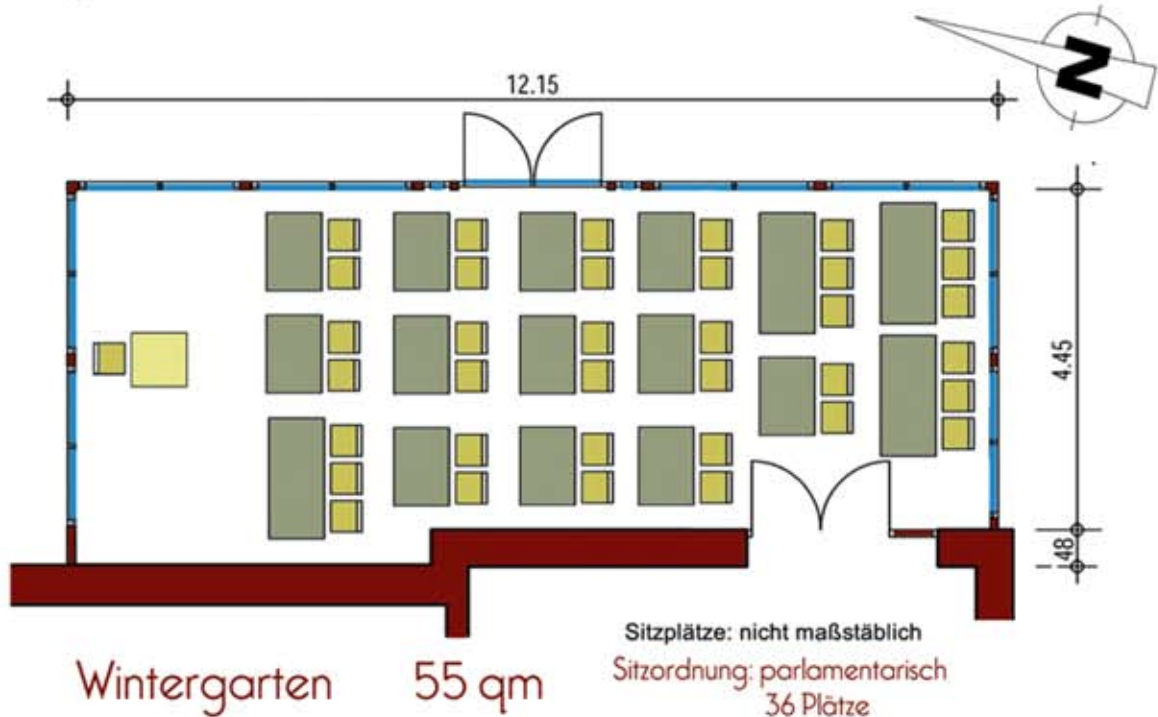 N
12.15
4.45
48
Sitzplätze: nicht maßstäblich
Wintergarten 55 qm
Sitzordnung: parlamentarisch
36 Plätze